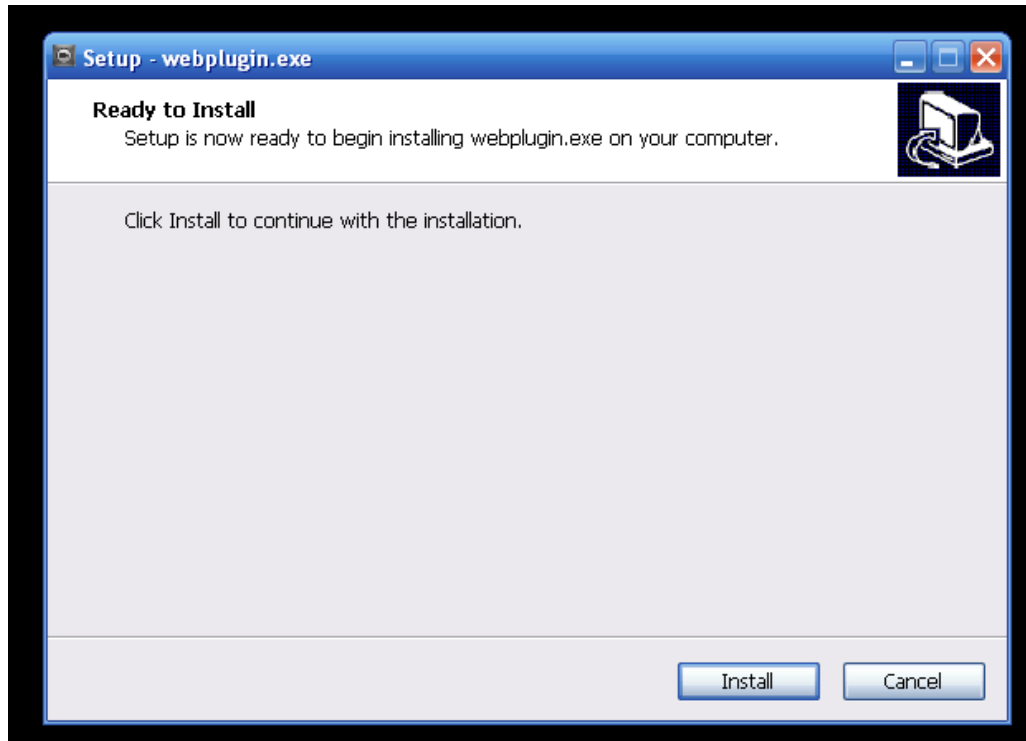 Setup - webplugin.exe
Ready to Install
Setup is now ready to begin installing webplugin.exe on your computer.
Click Install to continue with the installation.
Install
Cancel